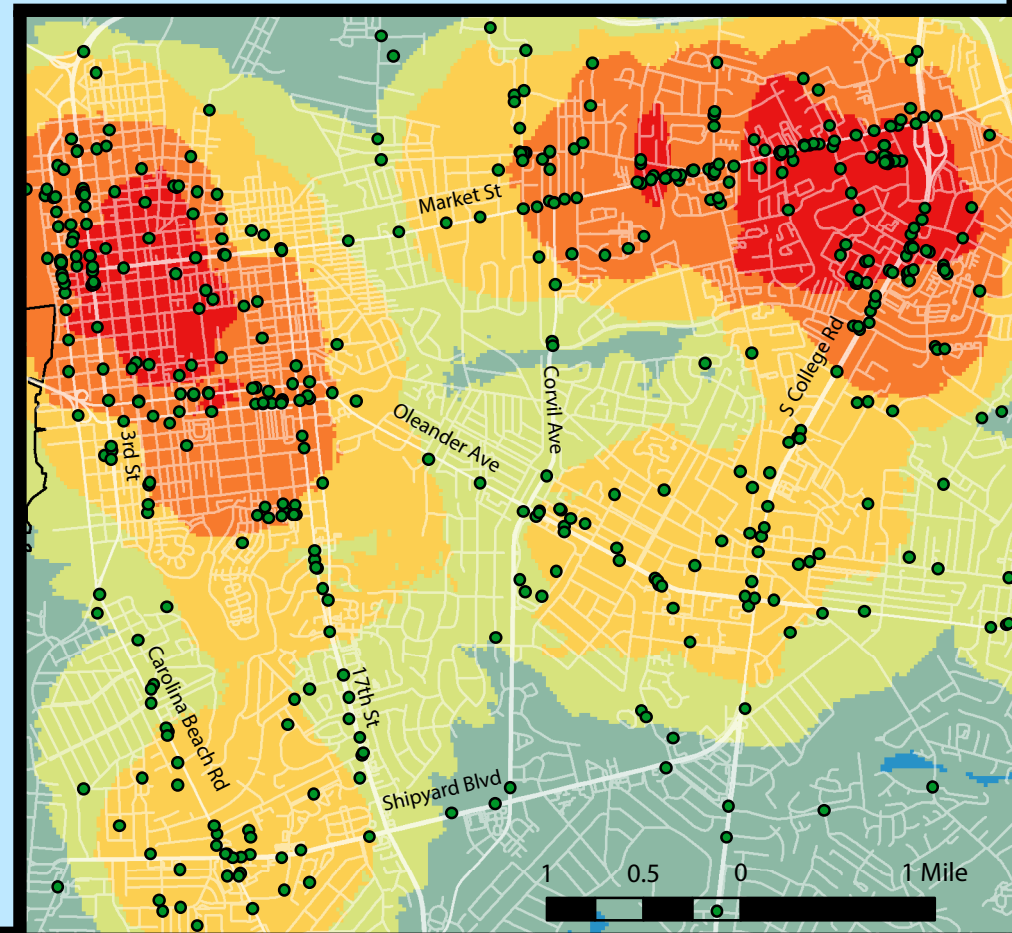 Market St
S College Rd
Corvil Ave
Oleander Ave
3rd St
Carolina Beach Rd
17th St
Shipyard Blvd
1 0.5 0 1 Mile